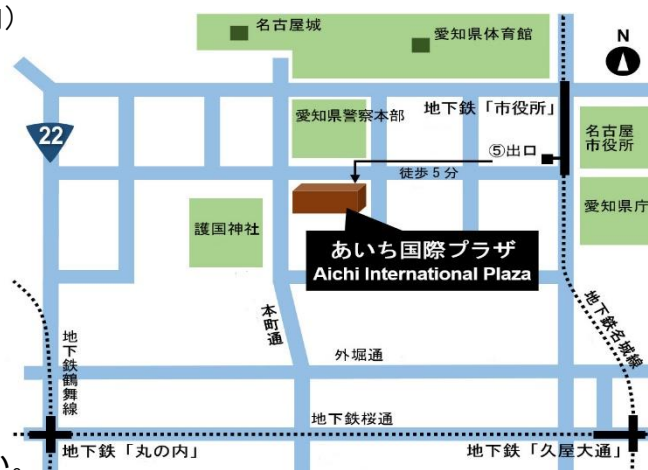 名古屋城
愛知県体育館
N
22
愛知県警察本部
地下鉄「市役所」
⑤出口
徒歩5分
名古屋
市役所
愛知県庁
護国神社
あいち国際プラザ
Aichi International Plaza
本町通
地下鉄名城線
地下鉄鶴舞線
外堀通
地下鉄桜通
地下鉄「丸の内」
地下鉄「久屋大通」
い。